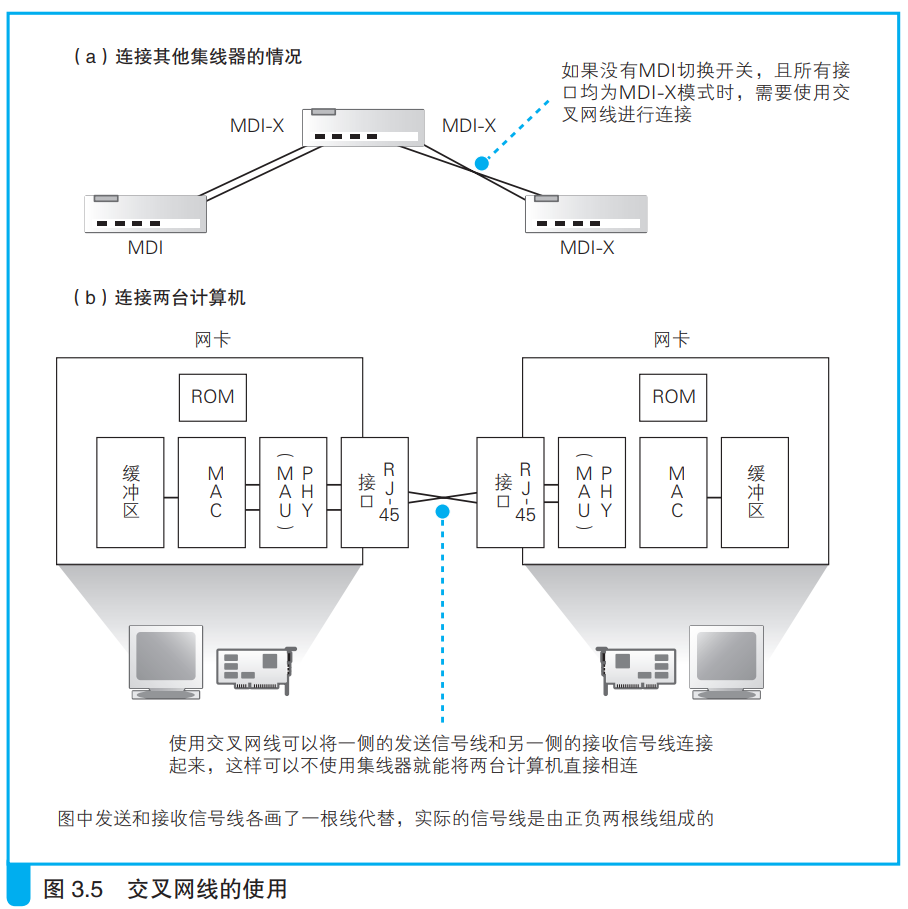 （a）连接其他集线器的情况
如果没有MDI切换开关，且所有接
口均为MDI-X模式时，需要使用交
叉网线进行连接
MDI-X
MDI-X
MDI
MDI-X
（b）连接两台计算机
网卡
网卡
ROM
ROM
缓冲区
MAC
PHY（MAU）
RJ-45接口
RJ-45接口
PHY（MAU）
MAC
缓冲区
使用交叉网线可以将一侧的发送信号线和另一侧的接收信号线连接
起来，这样可以不使用集线器就能将两台计算机直接相连
图中发送和接收信号线各画了一根线代替，实际的信号线是由正负两根线组成的
图 3.5 交叉网线的使用